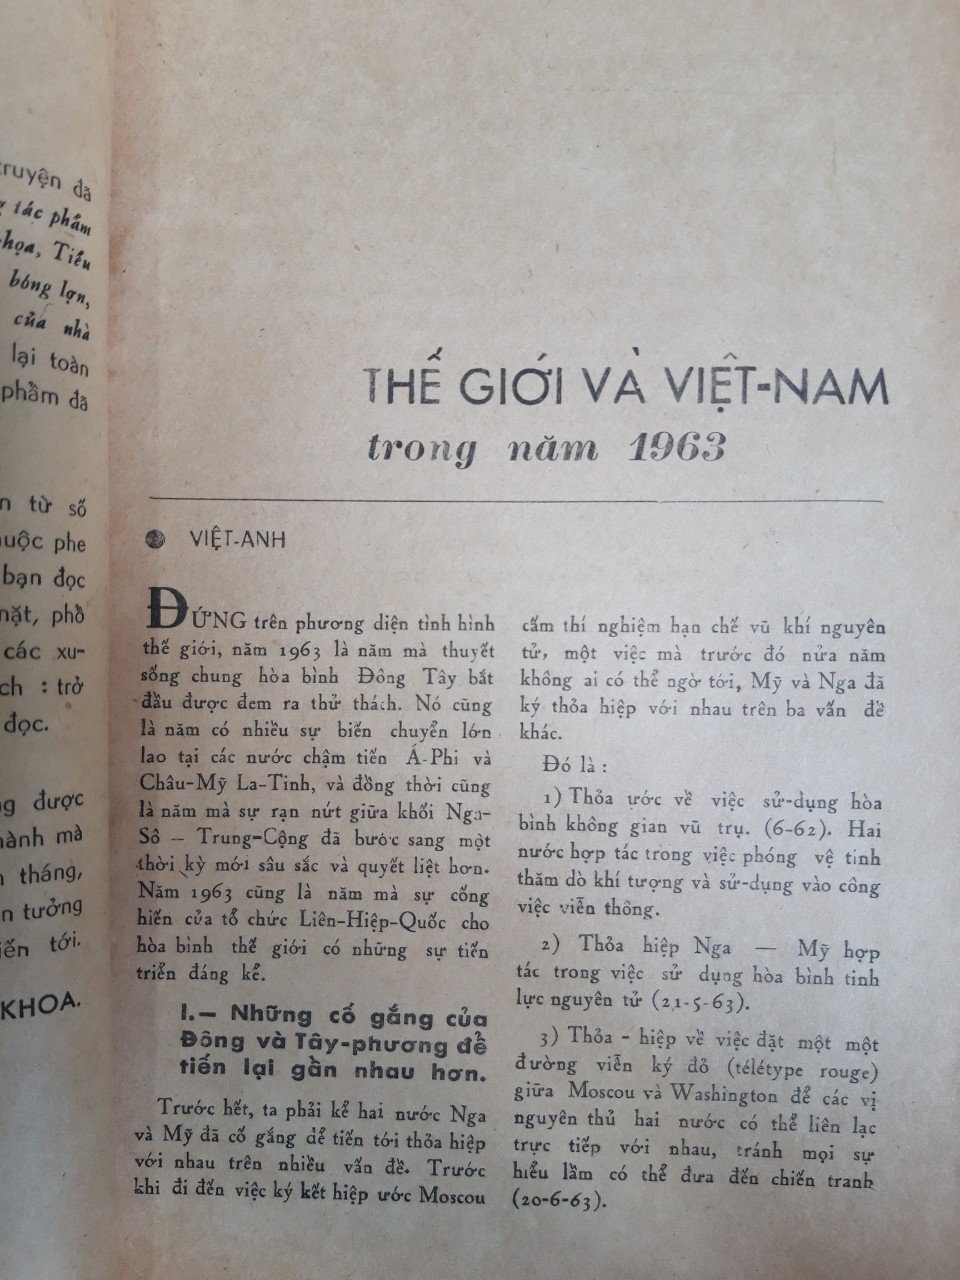 truyện đã
tác phẩm
họa, Tiểu
bóng lợn,
của nhà
lại toàn
phẩm đã
từ số
phe
bạn đọc
mặt, phổ
các xu-
: trở
đọc.
được
mà
tháng,
tưởng
tới.
KHOA.
THẾ GIỚI VÀ VIỆT-NAM
trong năm 1963
VIỆT-ANH
ĐỨNG trên phương diện tình hình
thế giới, năm 1963 là năm mà thuyết
sống chung hòa bình Đông Tây bắt
đầu được đem ra thử thách. Nó cũng
là năm có nhiều sự biến chuyển lớn
lao tại các nước chậm tiến Á-Phi và
Châu-Mỹ La-Tinh, và đồng thời cũng
là năm mà sự rạn nứt giữa khối Nga-
Sô — Trung-Cộng đã bước sang một
thời kỳ mới sâu sắc và quyết liệt hơn.
Năm 1963 cũng là năm mà sự cống
hiến của tổ chức Liên-Hiệp-Quốc cho
hòa bình thế giới có những sự tiến
triển đáng kể.
I.— Những cố gắng của
Đông và Tây-phương để
tiến lại gần nhau hơn.
Trước hết, ta phải kể hai nước Nga
và Mỹ đã cố gắng để tiến tới thỏa hiệp
với nhau trên nhiều vấn đề. Trước
khi đi đến việc ký kết hiệp ước Moscou
cấm thí nghiệm hạn chế vũ khí nguyên
tử, một việc mà trước đó nửa năm
không ai có thể ngờ tới, Mỹ và Nga đã
ký thỏa hiệp với nhau trên ba vấn đề
khác.
Đó là :
1) Thỏa ước về việc sử-dụng hòa
bình không gian vũ trụ. (6-62). Hai
nước hợp tác trong việc phóng vệ tinh
thăm dò khí tượng và sử-dụng vào công
việc viễn thông.
2) Thỏa hiệp Nga — Mỹ hợp
tác trong việc sử dụng hòa bình tinh
lực nguyên tử (21-5-63).
3) Thỏa - hiệp về việc đặt một một
đường viễn ký đỏ (télétype rouge)
giữa Moscou và Washington để các vị
nguyên thủ hai nước có thể liên lạc
trực tiếp với nhau, tránh mọi sự
hiểu lầm có thể đưa đến chiến tranh
(20-6-63).